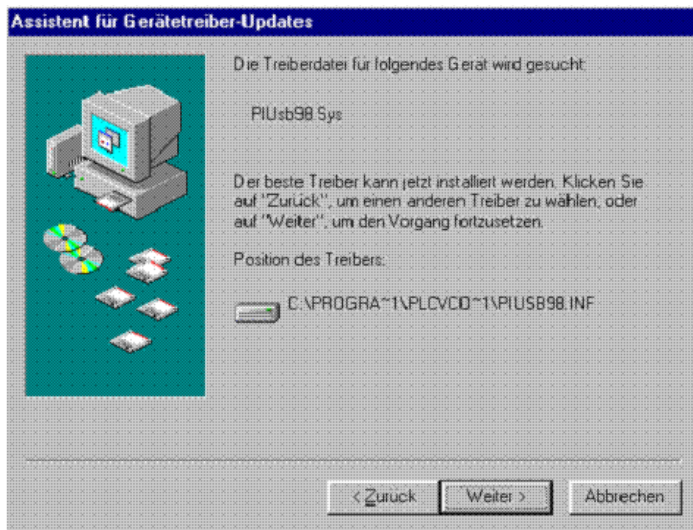 Assistent für Gerätetreiber-Updates
Die Treiberdatei für folgendes Gerät wird gesucht:
PIUsb98.Sys
Der beste Treiber kann jetzt installiert werden. Klicken Sie
auf "Zurück", um einen anderen Treiber zu wählen, oder
auf "Weiter", um den Vorgang fortzusetzen.
Position des Treibers:
C:\PROGRA~1\PLCVCO~1\PIUSB98.INF
< Zurück
Weiter >
Abbrechen